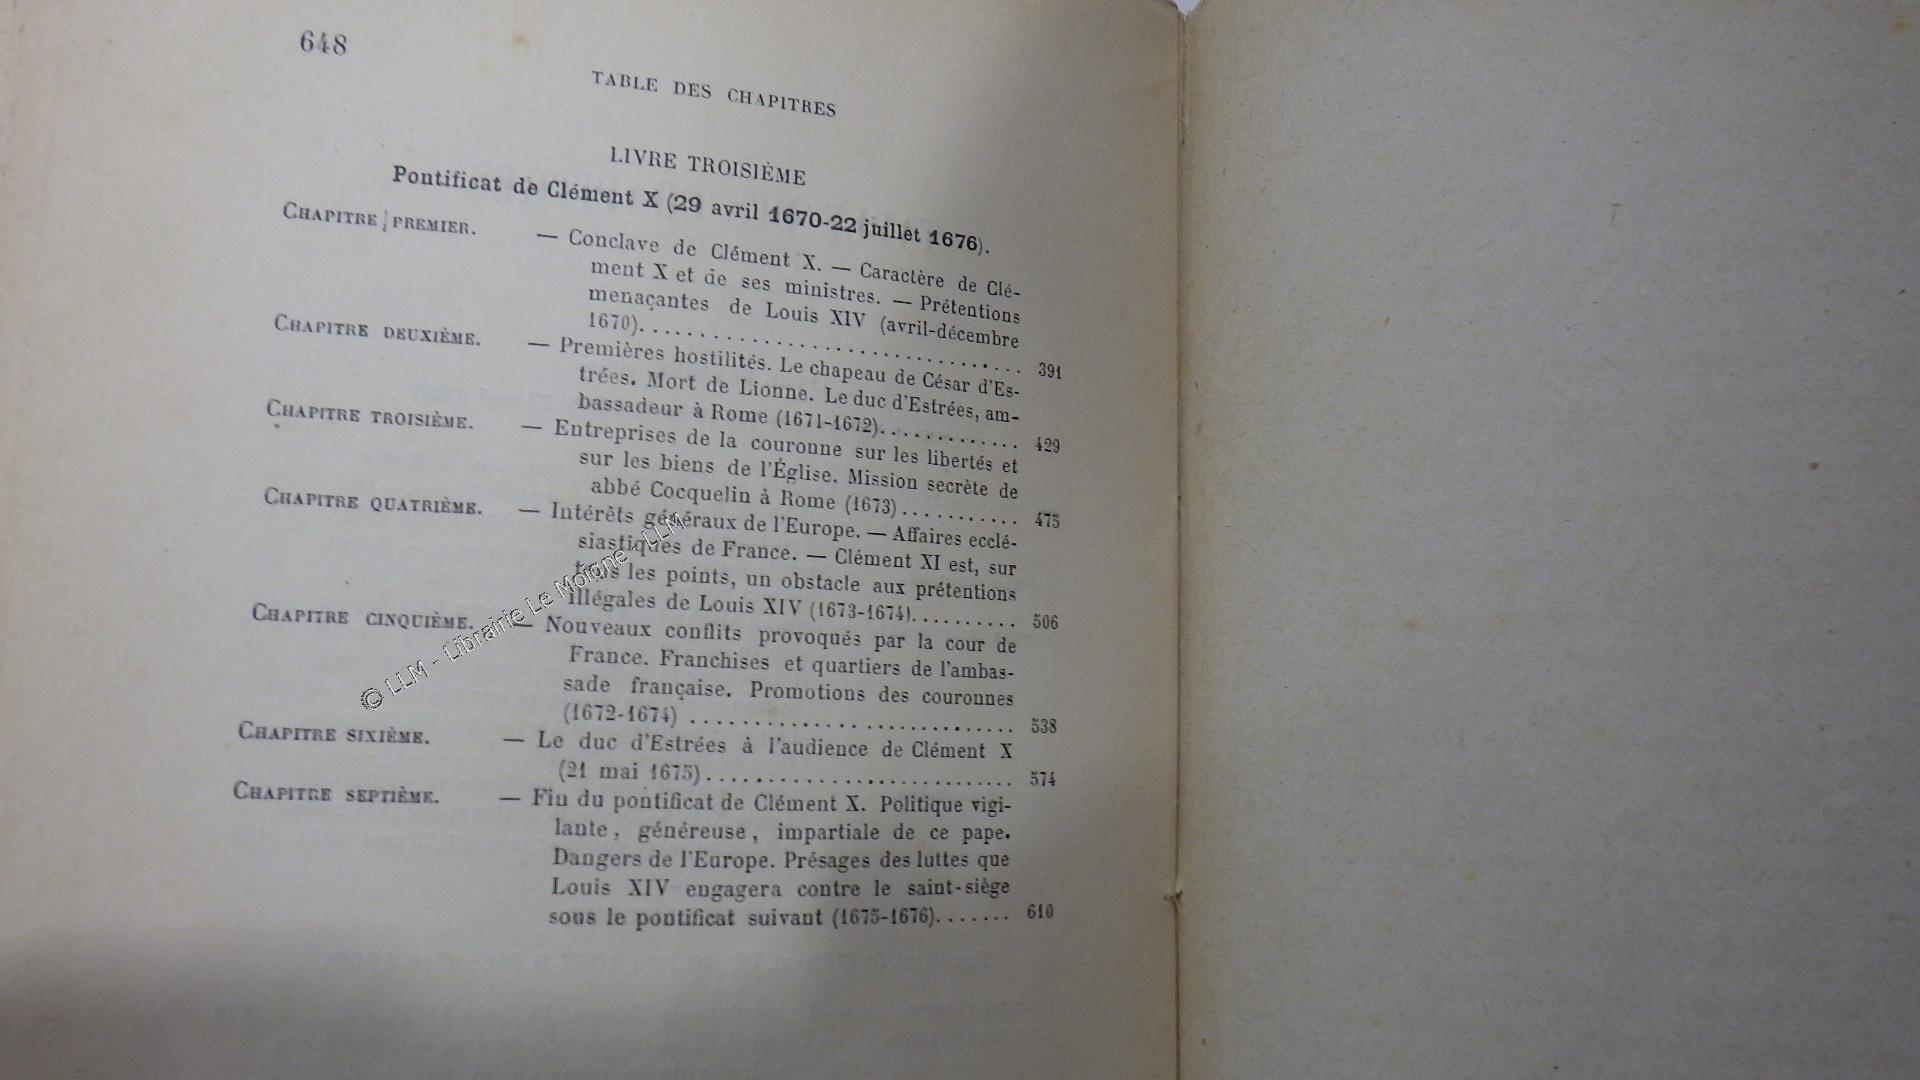 648
TABLE DES CHAPITRES
LIVRE TROISIÈME
Pontificat de Clément X (29 avril 1670-22 juillet 1676).
CHAPITRE PREMIER. — Conclave de Clément X. — Caractère de Clé-
ment X et de ses ministres. — Prétentions
menaçantes de Louis XIV (avril-décembre
1670)........................... 391
CHAPITRE DEUXIÈME. — Premières hostilités. Le chapeau de César d'Es-
trées. Mort de Lionne. Le duc d'Estrées, am-
bassadeur à Rome (1671-1672)............ 429
CHAPITRE TROISIÈME. — Entreprises de la couronne sur les libertés et
sur les biens de l'Église. Mission secrète de
abbé Cocquelin à Rome (1673)........... 475
CHAPITRE QUATRIÈME. — Intérêts généraux de l'Europe. — Affaires ecclé-
siastiques de France. — Clément XI est, sur
tous les points, un obstacle aux prétentions
illégales de Louis XIV (1673-1674).......... 506
CHAPITRE CINQUIÈME. — Nouveaux conflits provoqués par la cour de
France. Franchises et quartiers de l'ambas-
sade française. Promotions des couronnes
(1672-1674) .......................... 538
CHAPITRE SIXIÈME. — Le duc d'Estrées à l'audience de Clément X
(21 mai 1675)......................... 574
CHAPITRE SEPTIÈME. — Fin du pontificat de Clément X. Politique vigi-
lante, généreuse, impartiale de ce pape.
Dangers de l'Europe. Présages des luttes que
Louis XIV engagera contre le saint-siège
sous le pontificat suivant (1675-1676)....... 610
© LLM - Librairie Le Moigne - LLM